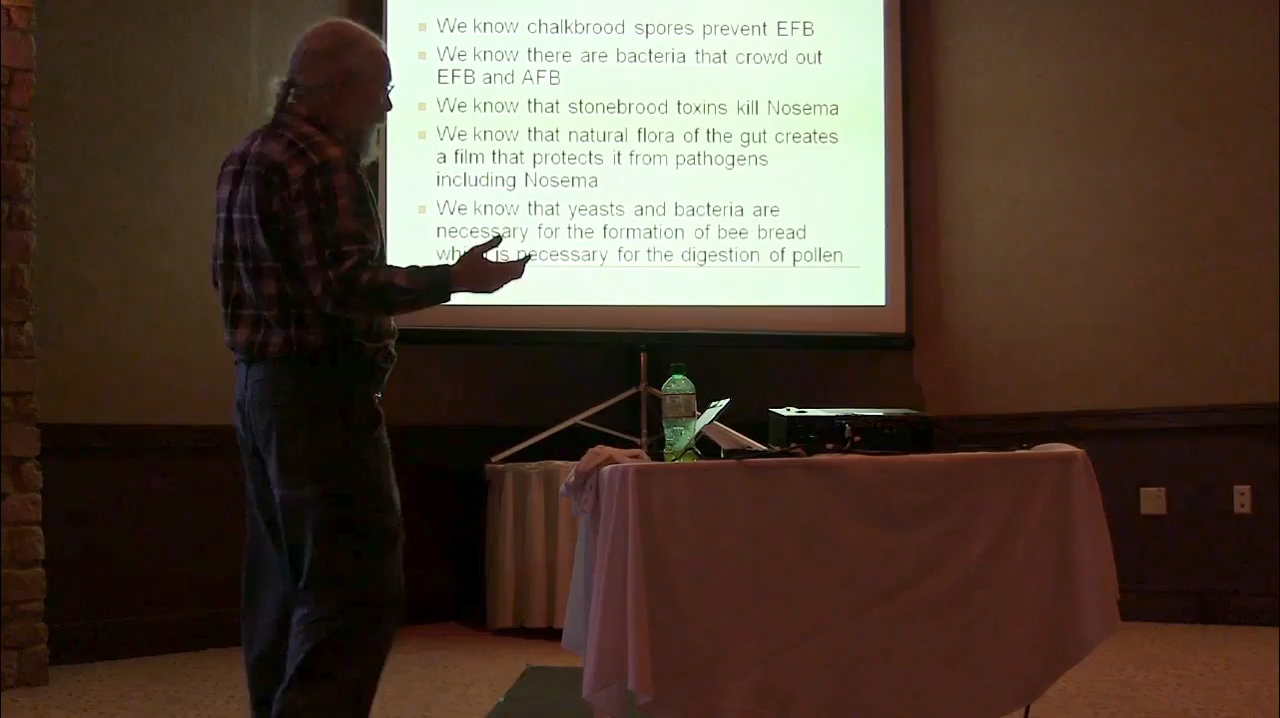 We know chalkbrood spores prevent EFB
We know there are bacteria that crowd out
EFB and AFB
We know that stonebrood toxins kill Nosema
We know that natural flora of the gut creates
a film that protects it from pathogens
including Nosema
We know that yeasts and bacteria are
necessary for the formation of bee bread
which is necessary for the digestion of pollen